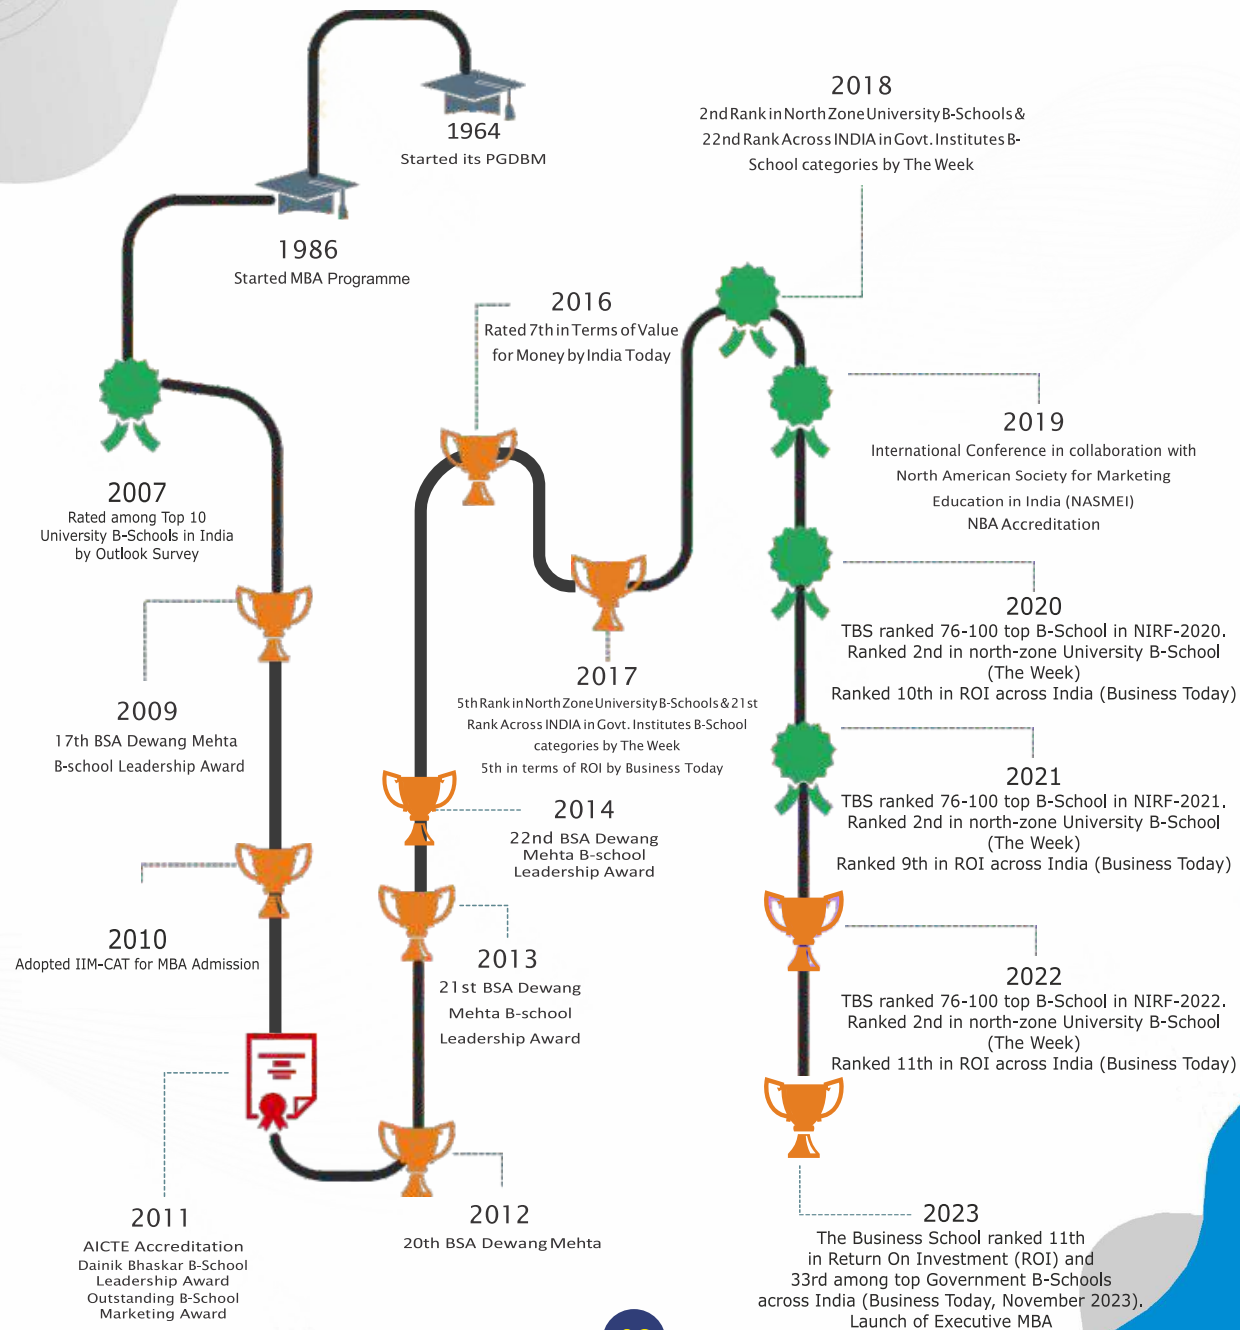 1964
Started its PGDBM
1986
Started MBA Programme
2007
Rated among Top 10
University B-Schools in India
by Outlook Survey
2009
17th BSA Dewang Mehta
B-school Leadership Award
2010
Adopted IIM-CAT for MBA Admission
2011
AICTE Accreditation
Dainik Bhaskar B-School
Leadership Award
Outstanding B-School
Marketing Award
2012
20th BSA Dewang Mehta
2013
21st BSA Dewang
Mehta B-school
Leadership Award
2014
22nd BSA Dewang
Mehta B-school
Leadership Award
2016
Rated 7th in Terms of Value
for Money by India Today
2017
5th Rank in North Zone University B-Schools & 21st
Rank Across INDIA in Govt. Institutes B-School
categories by The Week
5th in terms of ROI by Business Today
2018
2nd Rank in North Zone University B-Schools &
22nd Rank Across INDIA in Govt. Institutes B-
School categories by The Week
2019
International Conference in collaboration with
North American Society for Marketing
Education in India (NASMEI)
NBA Accreditation
2020
TBS ranked 76-100 top B-School in NIRF-2020.
Ranked 2nd in north-zone University B-School
(The Week)
Ranked 10th in ROI across India (Business Today)
2021
TBS ranked 76-100 top B-School in NIRF-2021.
Ranked 2nd in north-zone University B-School
(The Week)
Ranked 9th in ROI across India (Business Today)
2022
TBS ranked 76-100 top B-School in NIRF-2022.
Ranked 2nd in north-zone University B-School
(The Week)
Ranked 11th in ROI across India (Business Today)
2023
The Business School ranked 11th
in Return On Investment (ROI) and
33rd among top Government B-Schools
across India (Business Today, November 2023).
Launch of Executive MBA